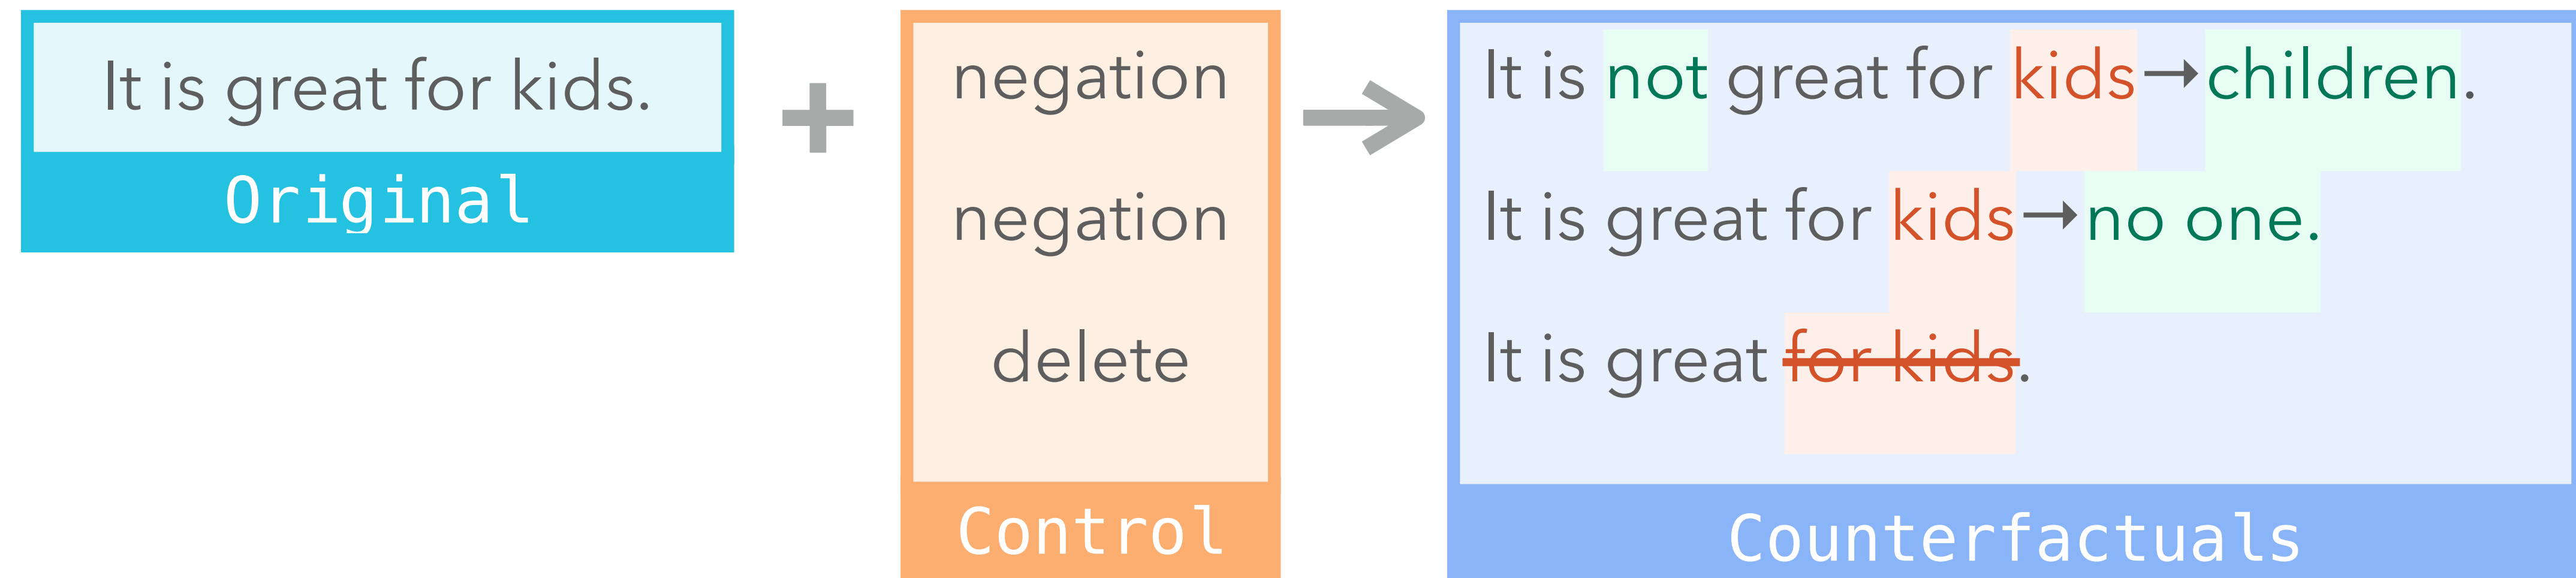 It is great for kids.
Original
+
negation
negation
delete
Control
It is not great for kids→children.
It is great for kids→no one.
It is great for kids.
Counterfactuals